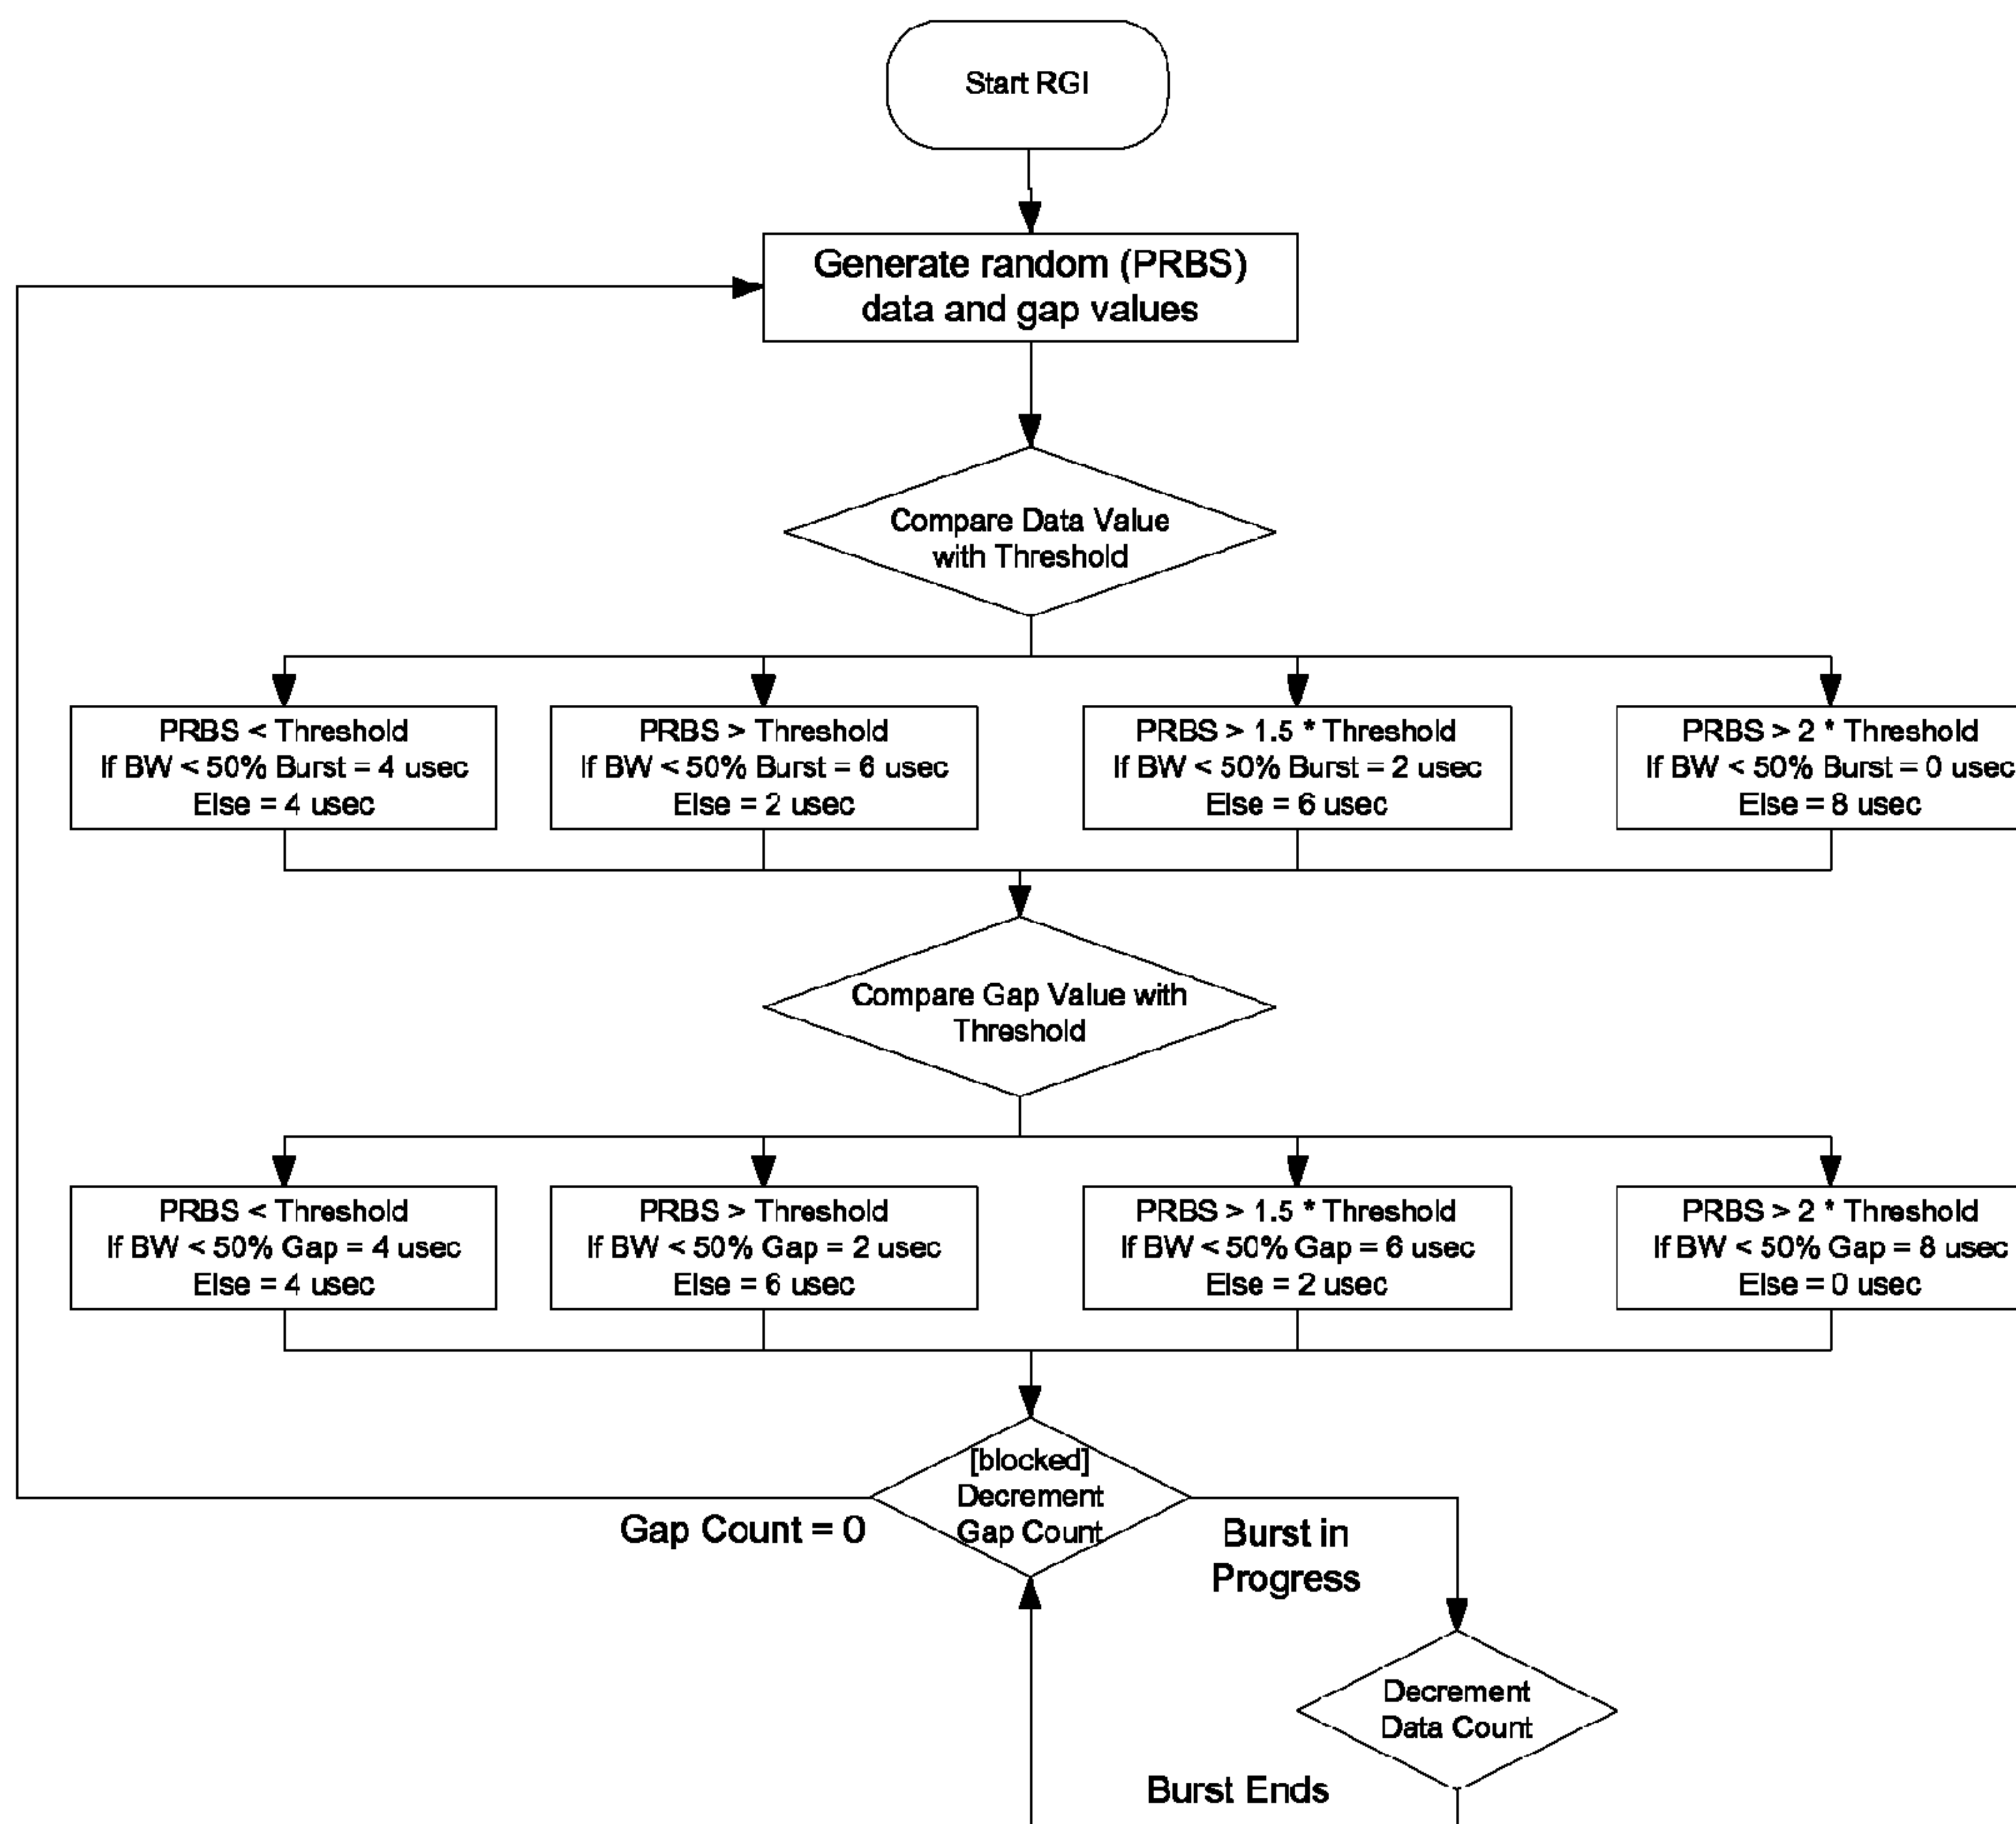 Start RGI
Generate random (PRBS)
data and gap values
Compare Data Value
with Threshold
PRBS < Threshold
If BW < 50% Burst = 4 usec
Else = 4 usec
PRBS > Threshold
If BW < 50% Burst = 6 usec
Else = 2 usec
PRBS > 1.5 * Threshold
If BW < 50% Burst = 2 usec
Else = 6 usec
PRBS > 2 * Threshold
If BW < 50% Burst = 0 usec
Else = 8 usec
Compare Gap Value with
Threshold
PRBS < Threshold
If BW < 50% Gap = 4 usec
Else = 4 usec
PRBS > Threshold
If BW < 50% Gap = 2 usec
Else = 6 usec
PRBS > 1.5 * Threshold
If BW < 50% Gap = 6 usec
Else = 2 usec
PRBS > 2 * Threshold
If BW < 50% Gap = 8 usec
Else = 0 usec
[blocked]
Decrement
Gap Count
Gap Count = 0
Burst in
Progress
Decrement
Data Count
Burst Ends